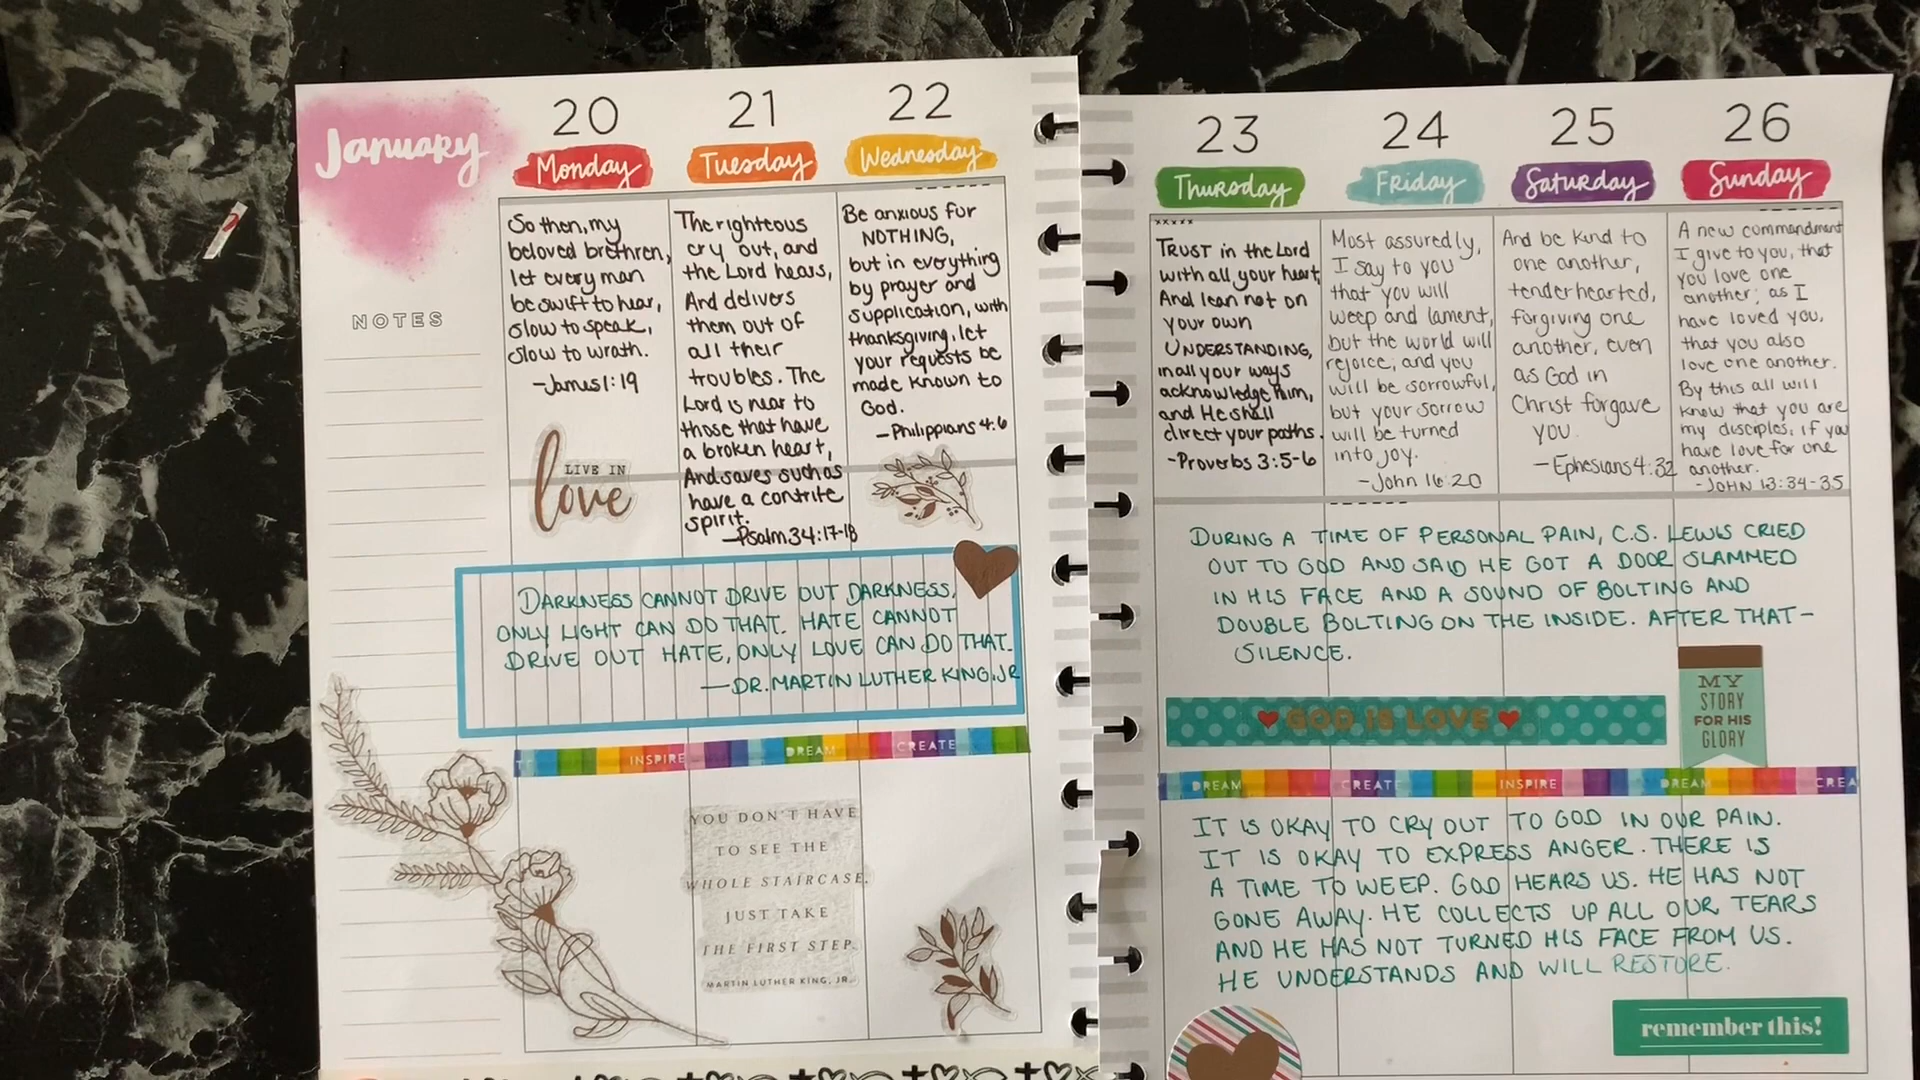 January
NOTES
20
Monday
So then, my
beloved brethren,
let every man
be swift to hear,
slow to speak,
slow to wrath.
-James 1:19
LIVE IN
love
21
Tuesday
The righteous
cry out, and
the Lord hears,
And delivers
them out of
all their
troubles. The
Lord is near to
those that have
a broken heart,
And saves such as
have a contrite
spirit.
-Psalm 34:17-18
22
Wednesday
Be anxious for
NOTHING,
but in everything
by prayer and
supplication, with
thanksgiving, let
your requests be
made known to
God.
-Philippians 4:6
DARKNESS CANNOT DRIVE OUT DARKNESS,
ONLY LIGHT CAN DO THAT. HATE CANNOT
DRIVE OUT HATE, ONLY LOVE CAN DO THAT.
-DR. MARTIN LUTHER KING, JR
INSPIRE DREAM CREATE
YOU DON'T HAVE
TO SEE THE
WHOLE STAIRCASE,
JUST TAKE
THE FIRST STEP.
MARTIN LUTHER KING, JR.
23
Thursday
xxxxx
TRUST in the Lord
with all your heart,
And lean not on
your own
UNDERSTANDING,
in all your ways
acknowledge Him,
and He shall
direct your paths.
-Proverbs 3:5-6
24
FRiday
Most assuredly,
I say to you
that you will
weep and lament,
but the world will
rejoice; and you
will be sorrowful,
but your sorrow
will be turned
into joy.
-John 16:20
25
Saturday
And be kind to
one another,
tenderhearted,
forgiving one
another, even
as God in
Christ forgave
you.
-Ephesians 4:32
26
Sunday
A new commandment
I give to you, that
you love one
another; as I
have loved you,
that you also
love one another.
By this all will
know that you are
my disciples, if you
have love for one
another.
-JOHN 13:34-35
DURING A TIME OF PERSONAL PAIN, C.S. LEWIS CRIED
OUT TO GOD AND SAID HE GOT A DOOR SLAMMED
IN HIS FACE AND A SOUND OF BOLTING AND
DOUBLE BOLTING ON THE INSIDE. AFTER THAT-
SILENCE.
GOD IS LOVE
MY
STORY
FOR HIS
GLORY
DREAM CREATE INSPIRE DREAM CREA
IT IS OKAY TO CRY OUT TO GOD IN OUR PAIN.
IT IS OKAY TO EXPRESS ANGER. THERE IS
A TIME TO WEEP. GOD HEARS US. HE HAS NOT
GONE AWAY. HE COLLECTS UP ALL OUR TEARS
AND HE HAS NOT TURNED HIS FACE FROM US.
HE UNDERSTANDS AND WILL RESTORE.
remember this!